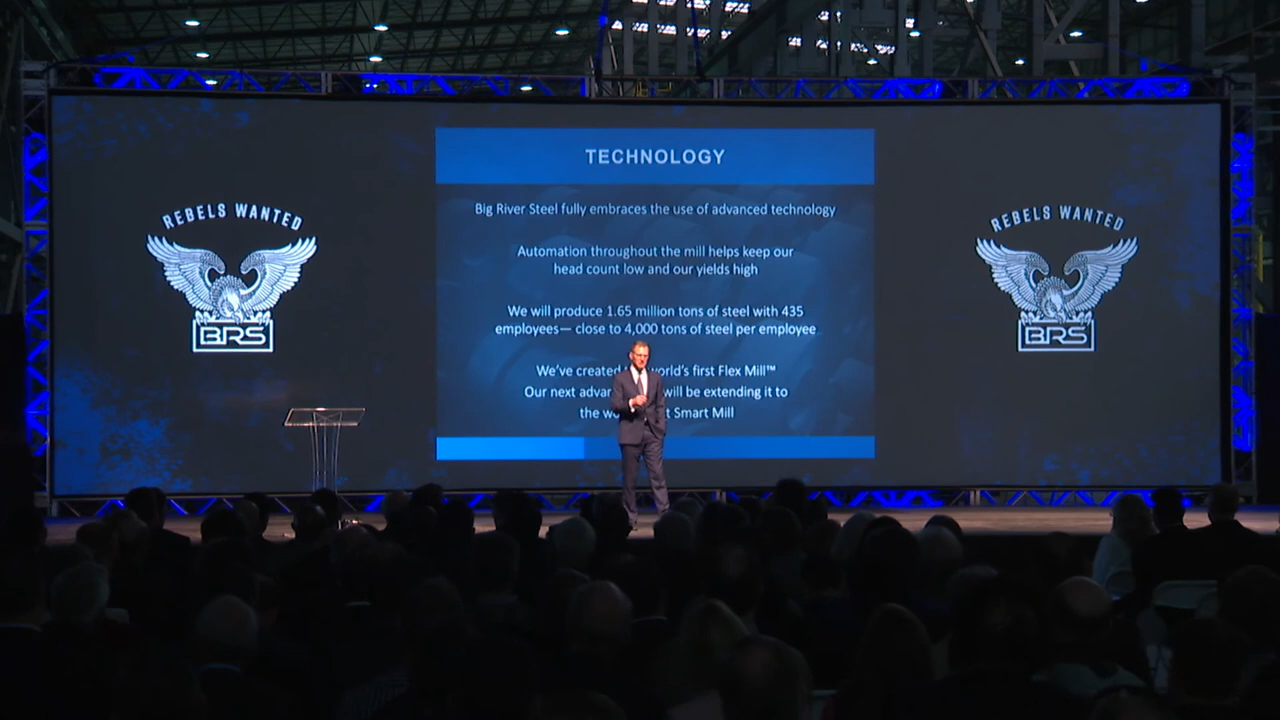 TECHNOLOGY
Big River Steel fully embraces the use of advanced technology
Automation throughout the mill helps keep our
head count low and our yields high
We will produce 1.65 million tons of steel with 435
employees— close to 4,000 tons of steel per employee
We've created world's first Flex Mill™
Our next advan will be extending it to
the wo t Smart Mill
REBELS WANTED
BRS
REBELS WANTED
BRS